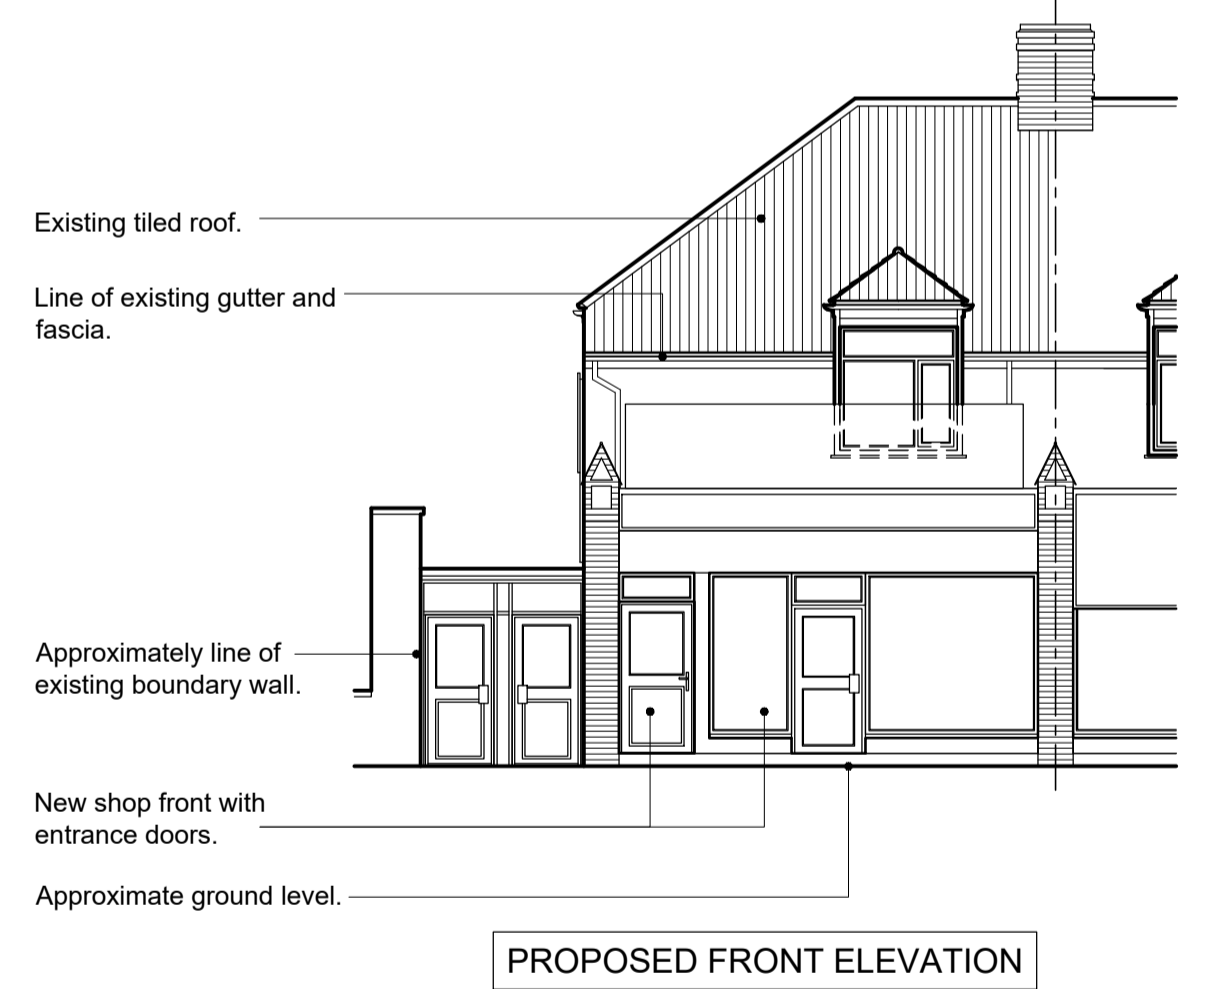 Existing tiled roof.
Line of existing gutter and
fascia.
Approximately line of
existing boundary wall.
New shop front with
entrance doors.
Approximate ground level.
PROPOSED FRONT ELEVATION